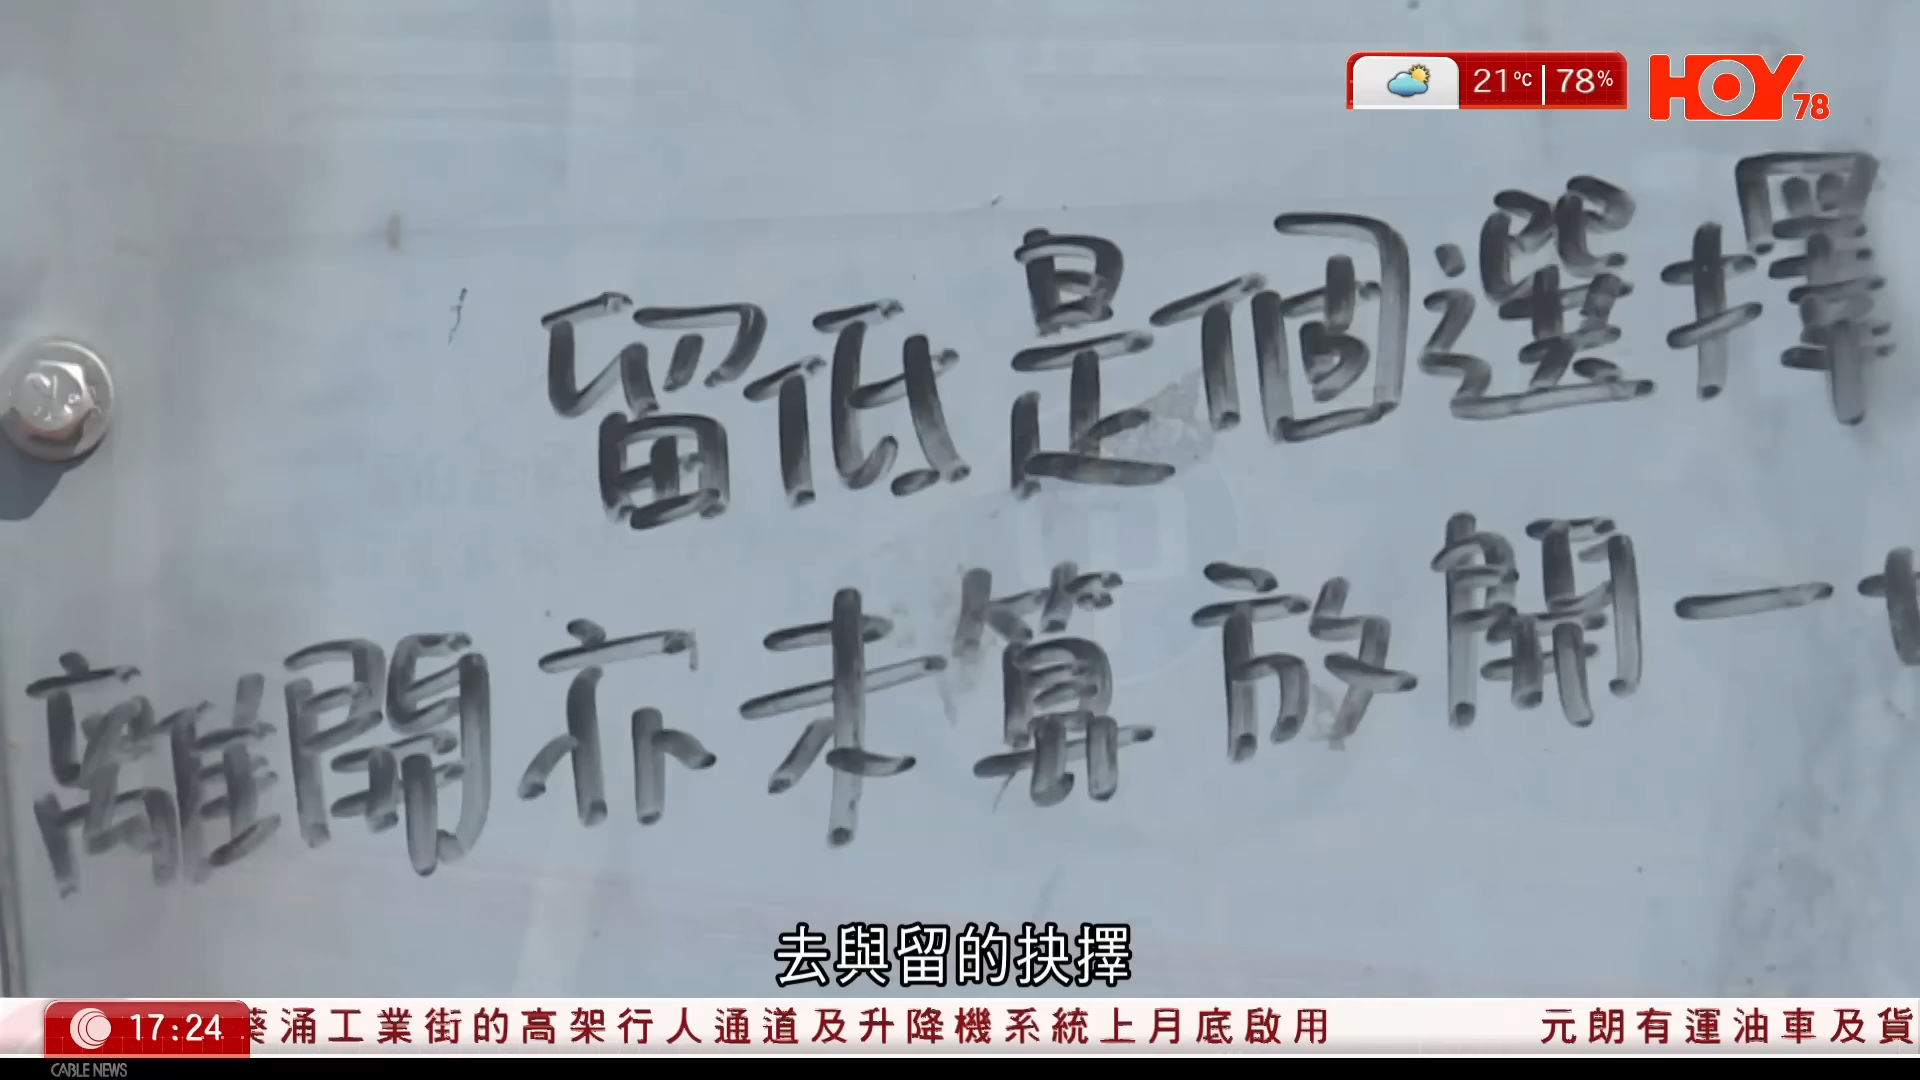 21°C | 78%
HOY 78
留低是個選擇
離開亦未算放開一
去與留的抉擇
17:24
葵涌工業街的高架行人通道及升降機系統上月底啟用 元朗有運油車及貨
CABLE NEWS